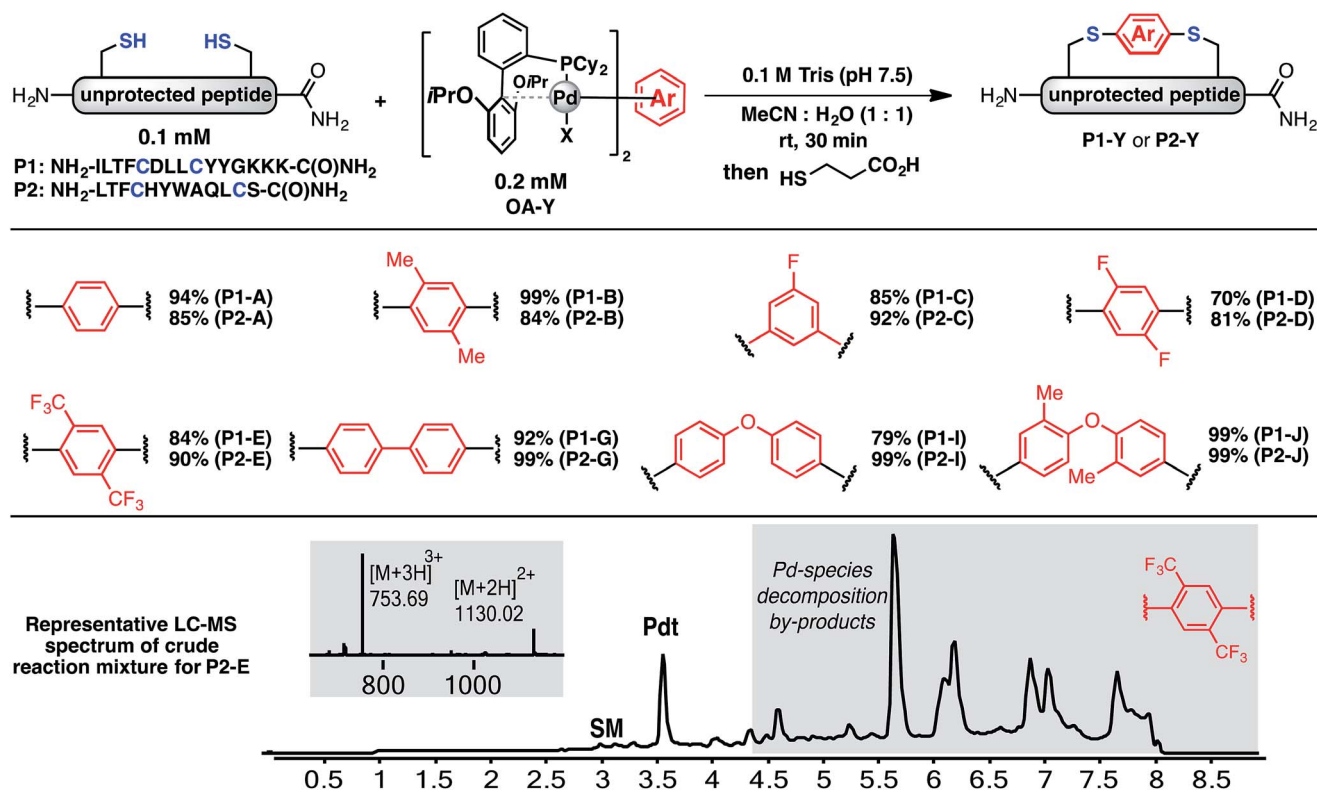 SH
HS
H2N
unprotected peptide
O
NH2
0.1 mM
P1: NH2-ILTFCDLLCYYGKKK-C(O)NH2
P2: NH2-LTFCHYWAQLCS-C(O)NH2
+
PCy2
OiPr
iPrO
Pd
X
Ar
2
0.2 mM
OA-Y
0.1 M Tris (pH 7.5)
MeCN : H2O (1 : 1)
rt, 30 min
then HS CO2H
S Ar S
H2N
unprotected peptide
O
NH2
P1-Y or P2-Y
94% (P1-A)
85% (P2-A)
Me
Me
99% (P1-B)
84% (P2-B)
F
85% (P1-C)
92% (P2-C)
F
F
70% (P1-D)
81% (P2-D)
F3C
CF3
84% (P1-E)
90% (P2-E)
92% (P1-G)
99% (P2-G)
O
79% (P1-I)
99% (P2-I)
Me
O
Me
99% (P1-J)
99% (P2-J)
Representative LC-MS
spectrum of crude
reaction mixture for P2-E
[M+3H]3+
753.69
[M+2H]2+
1130.02
800 1000
SM
Pdt
Pd-species
decomposition
by-products
F3C
CF3
0.5 1 1.5 2 2.5 3 3.5 4 4.5 5 5.5 6 6.5 7 7.5 8 8.5